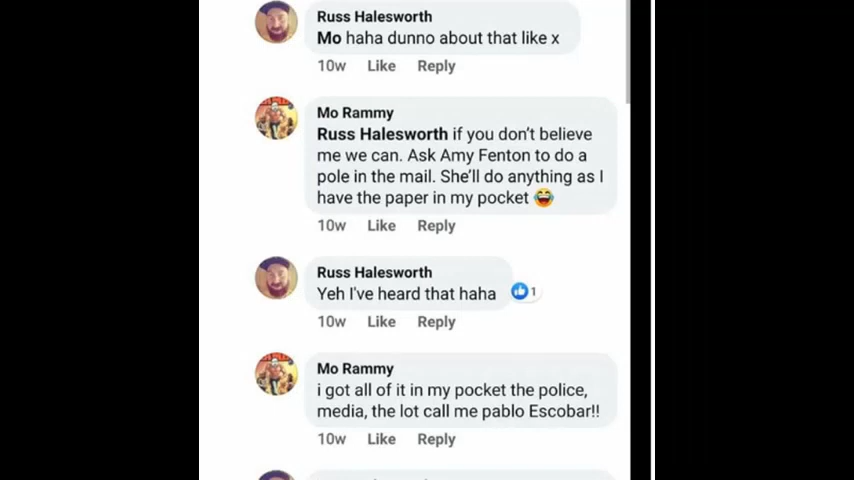 Russ Halesworth
Mo haha dunno about that like x
10w Like Reply
Mo Rammy
Russ Halesworth if you don't believe
me we can. Ask Amy Fenton to do a
pole in the mail. She'll do anything as I
have the paper in my pocket 😂
10w Like Reply
Russ Halesworth
Yeh I've heard that haha
1
10w Like Reply
Mo Rammy
i got all of it in my pocket the police,
media, the lot call me pablo Escobar!!
10w Like Reply